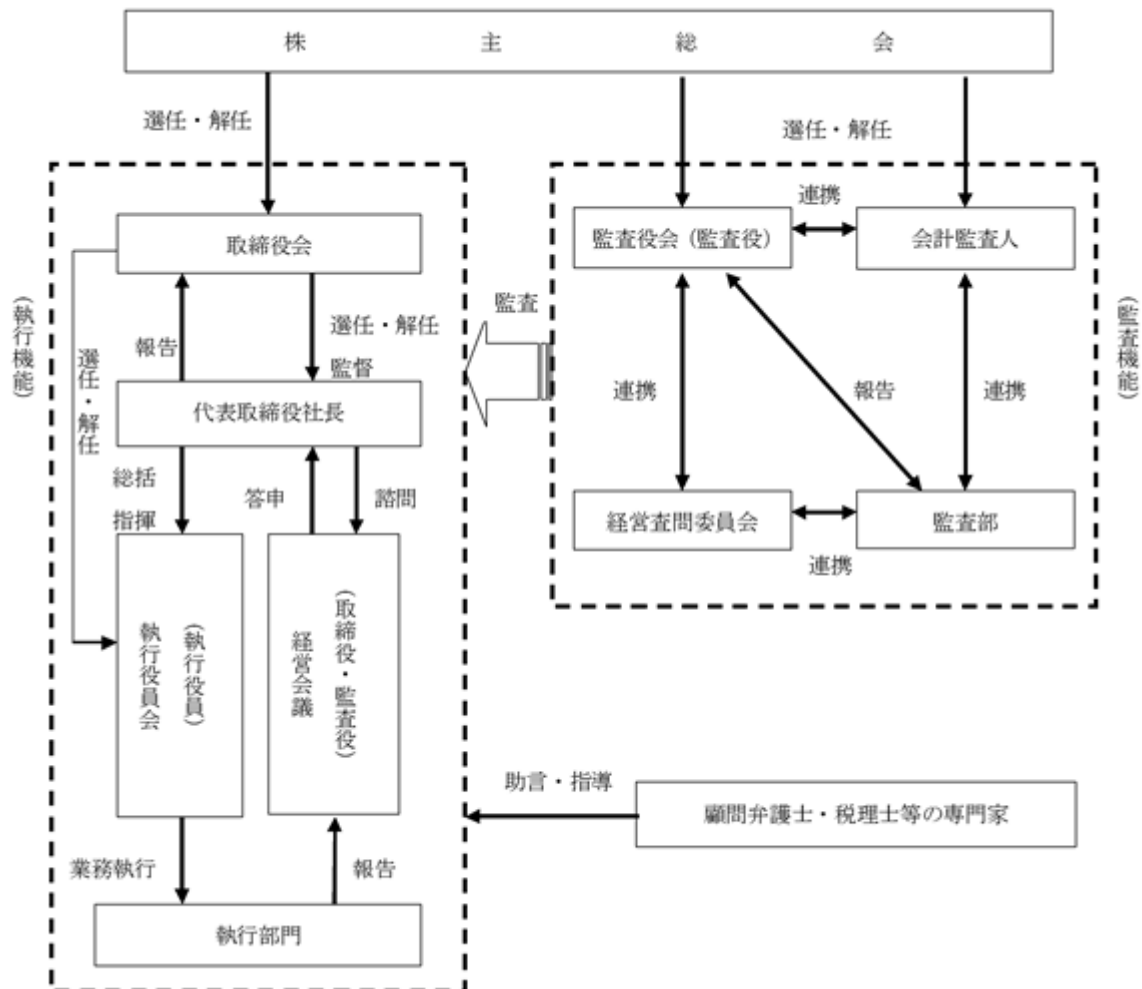 株主総会
選任・解任
選任・解任
(執行機能)
取締役会
選任・解任
報告
選任・解任
監督
代表取締役社長
総括
指揮
答申
諮問
執行役員会
(執行役員)
経営会議
(取締役・監査役)
業務執行
報告
執行部門
監査
(監査機能)
監査役会(監査役)
連携
会計監査人
連携
報告
連携
経営査問委員会
連携
監査部
助言・指導
顧問弁護士・税理士等の専門家